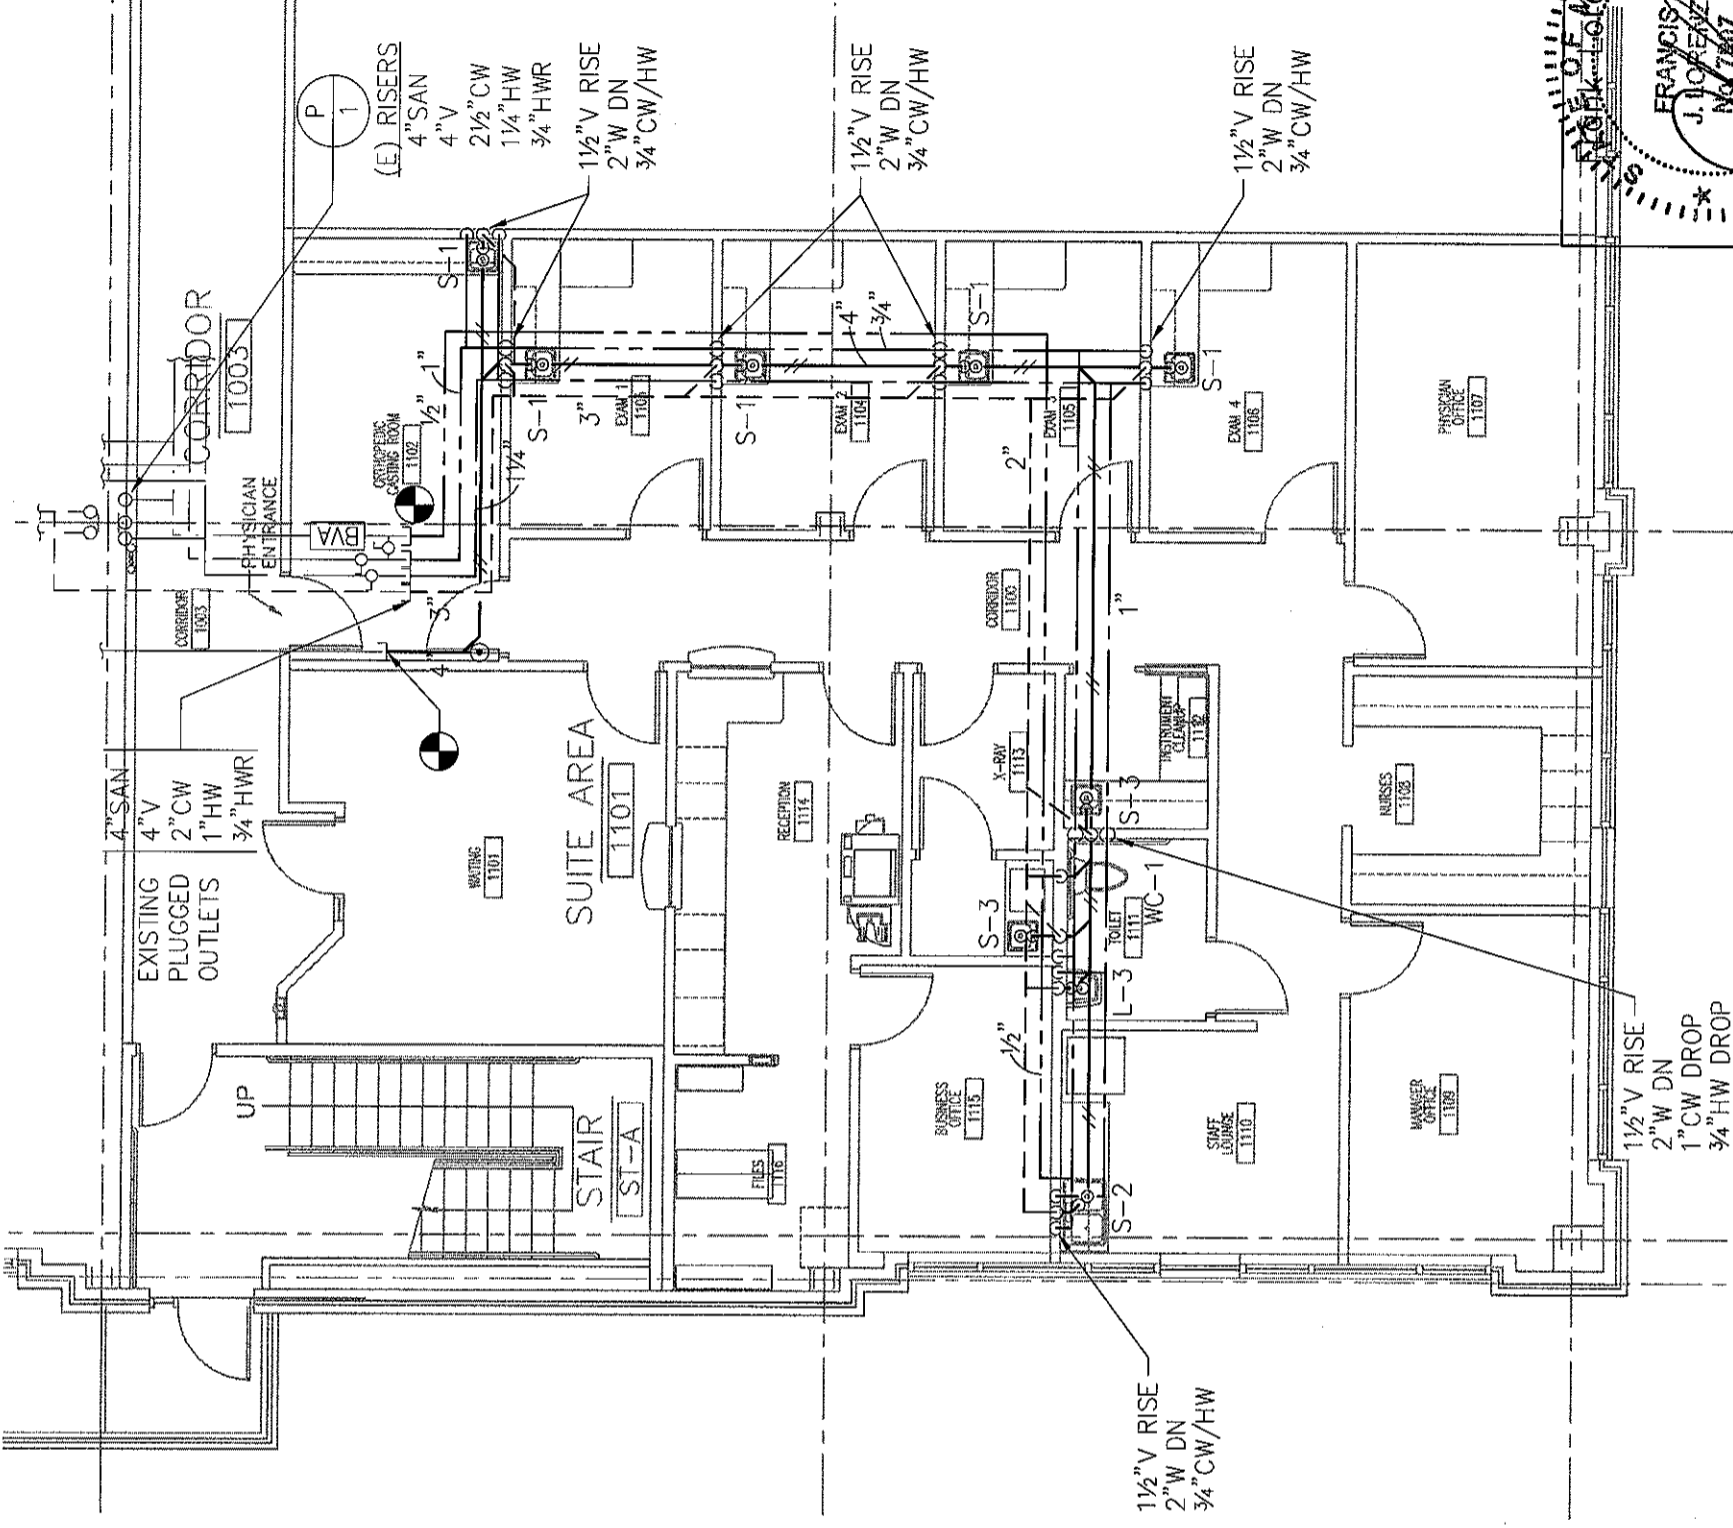 P
1
(E) RISERS
4"SAN
4"V
2½"CW
1¼"HW
¾"HWR
1½"V RISE
2"W DN
¾"CW/HW
1½"V RISE
2"W DN
¾"CW/HW
1½"V RISE
2"W DN
¾"CW/HW
CORRIDOR
1003
PHYSICIAN
ENTRANCE
CORRIDOR
1003
BVA
ORTHOPEDIC
CASTING ROOM
1102
S-1
1"
½"
1¼"
3"
4"
3"
S-1
EXAM 1
1103
S-1
EXAM 2
1104
4"
¾"
S-1
EXAM 3
1105
2"
S-1
EXAM 4
1106
PHYSICIAN
OFFICE
1107
CORRIDOR
1100
1"
4"SAN
4"V
2"CW
1"HW
¾"HWR
EXISTING
PLUGGED
OUTLETS
WAITING
1101
SUITE AREA
1101
RECEPTION
1114
X-RAY
1113
INSTRUMENT
CLEANUP
1112
S-3
S-3
TOILET
1111
WC-1
L-3
NURSES
1108
UP
STAIR
ST-A
FILES
1116
BUSINESS
OFFICE
1115
½"
STAFF
LOUNGE
1110
MANAGER
OFFICE
1109
S-2
1½"V RISE
2"W DN
¾"CW/HW
1½"V RISE
2"W DN
1"CW DROP
¾"HW DROP
FRANCIS
J. LORENZ